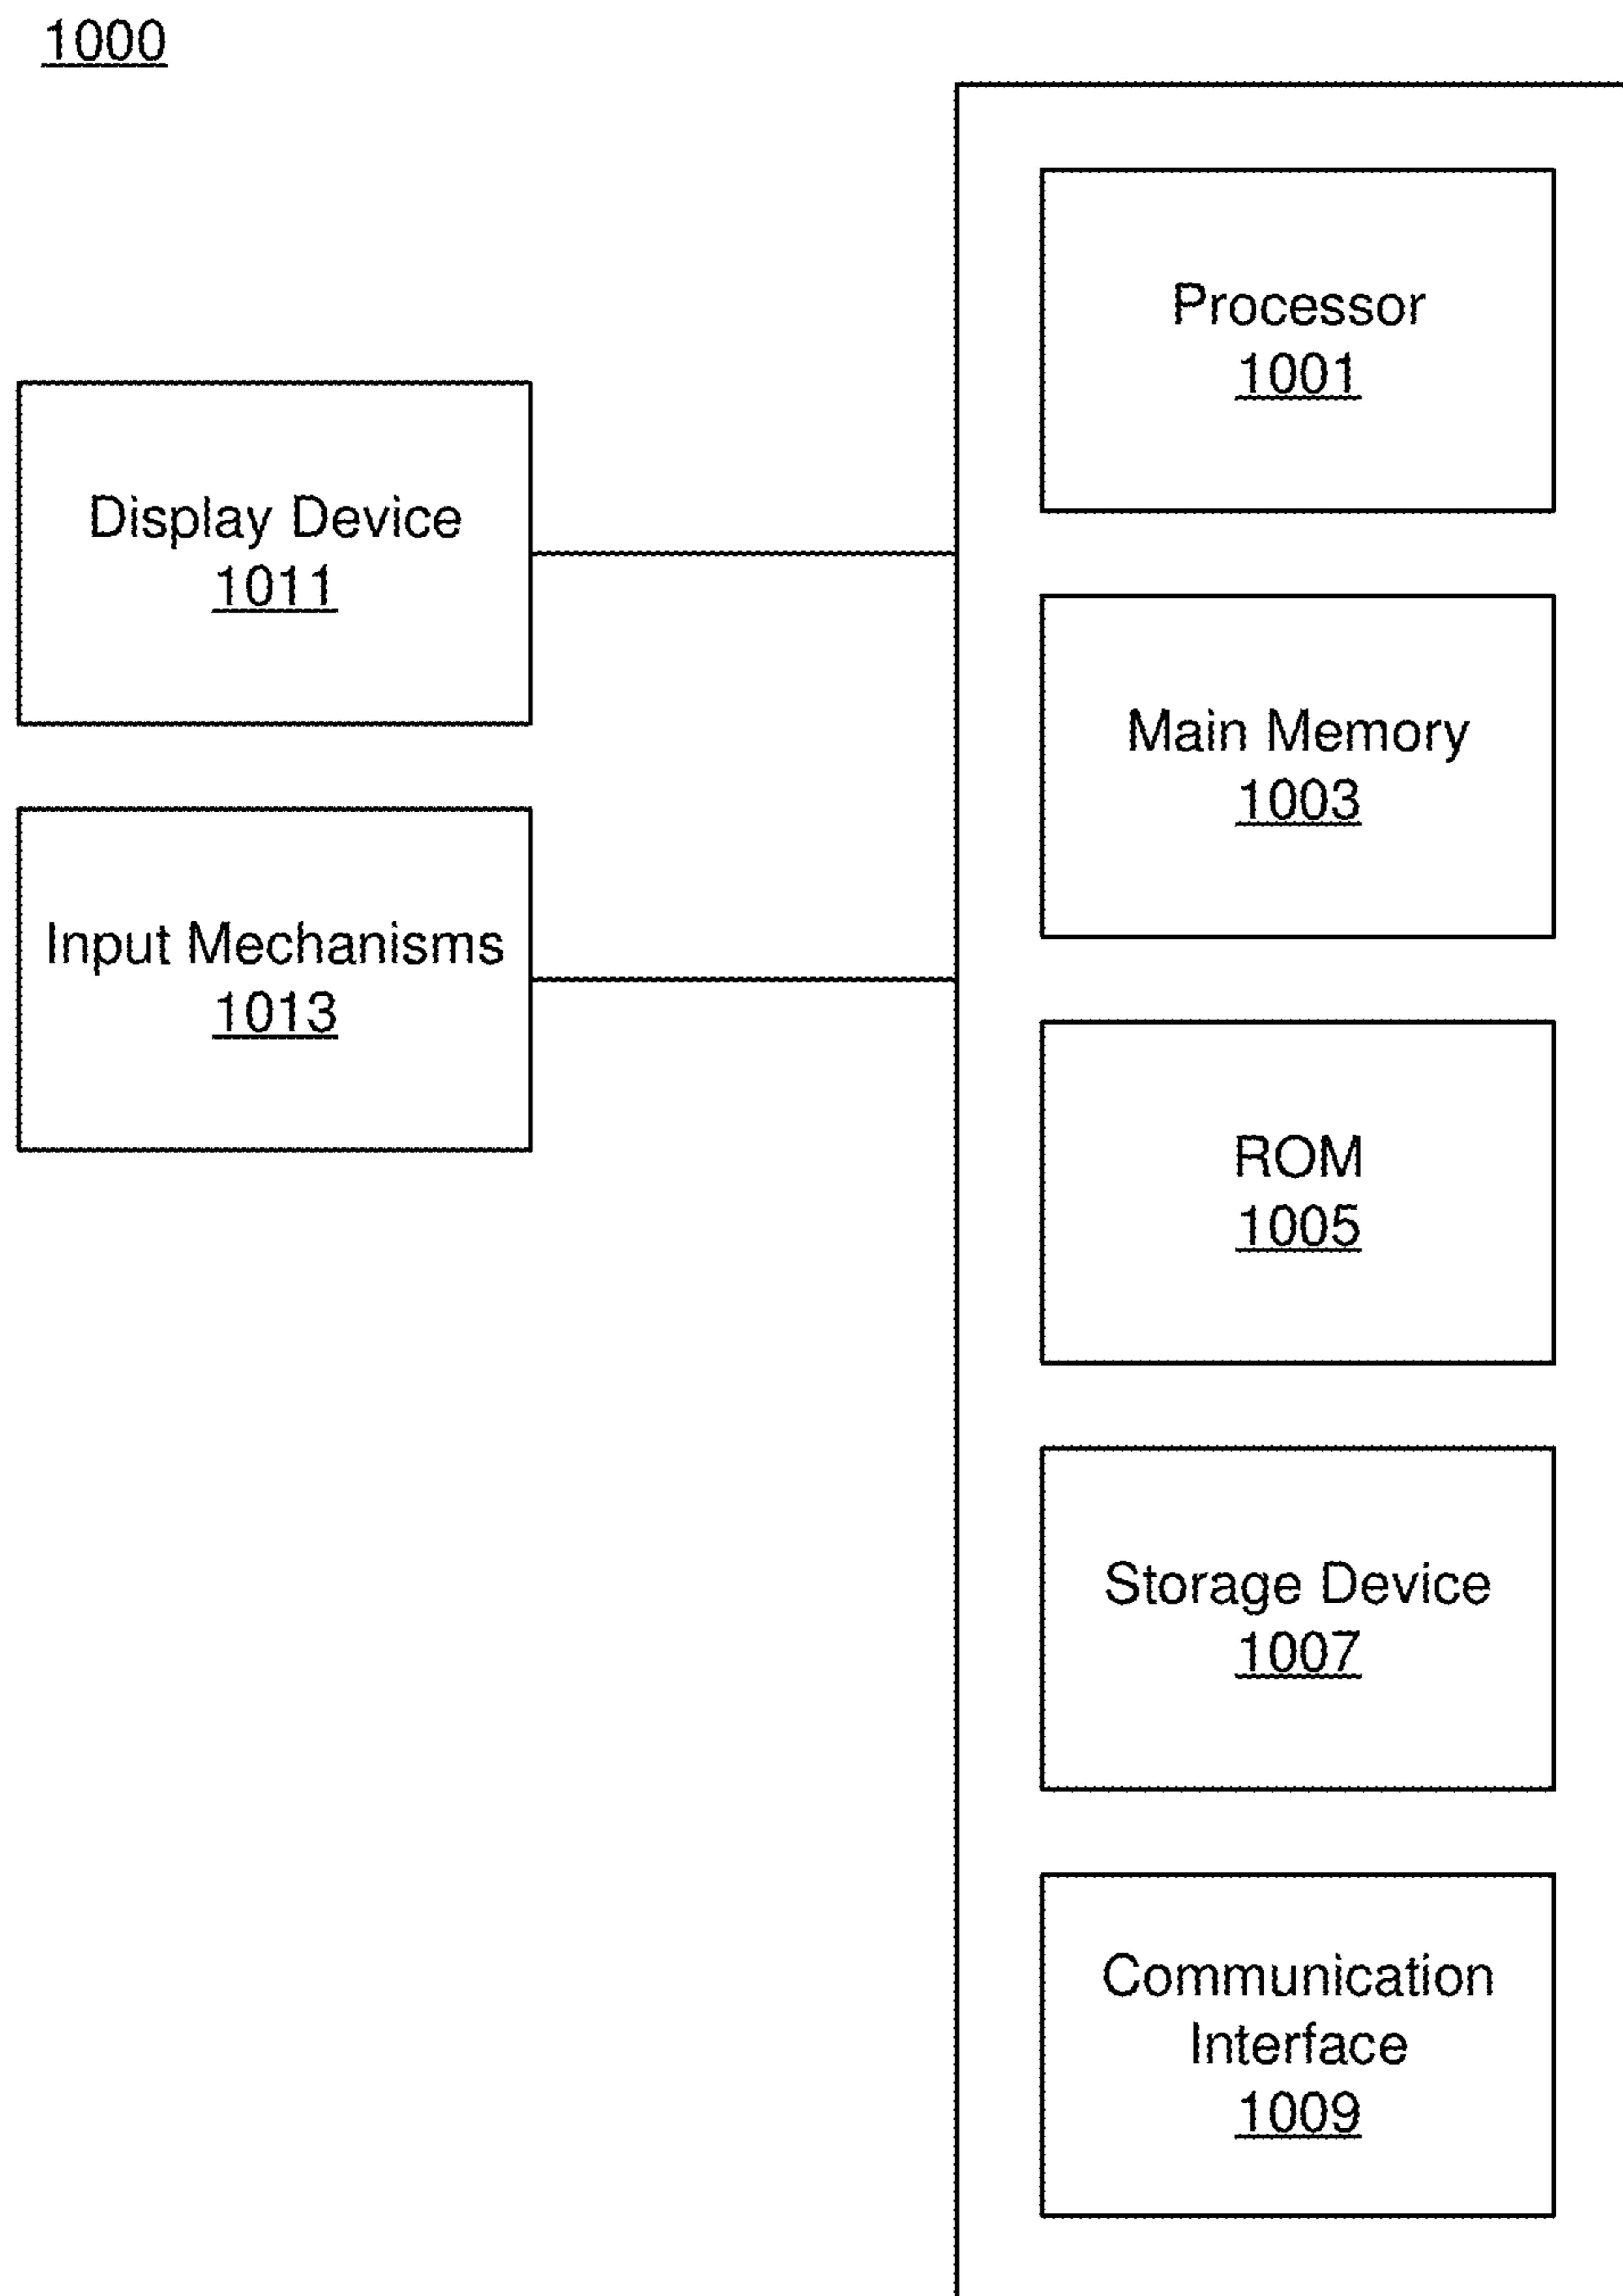 1000
Processor
1001
Display Device
1011
Main Memory
1003
Input Mechanisms
1013
ROM
1005
Storage Device
1007
Communication
Interface
1009